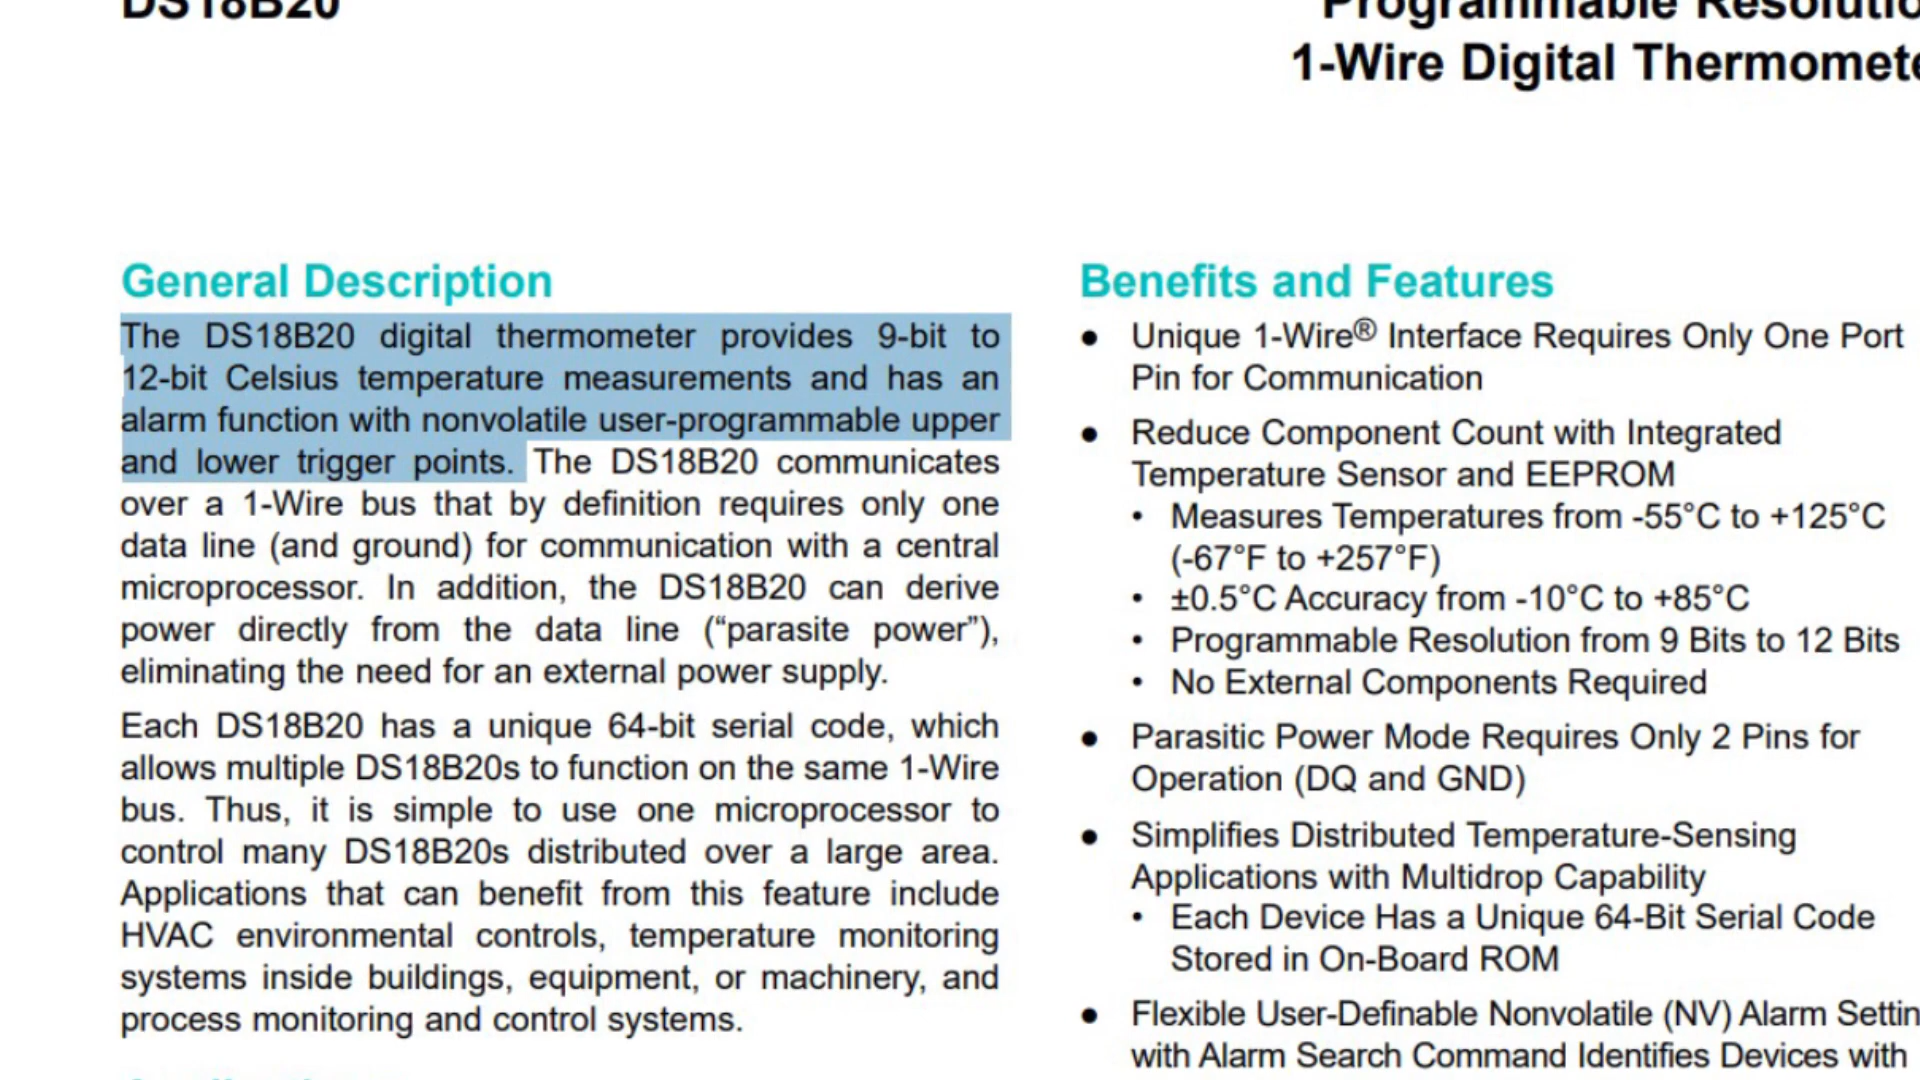 DS18B20
Programmable Resolutio
1-Wire Digital Thermomete
General Description
The DS18B20 digital thermometer provides 9-bit to
12-bit Celsius temperature measurements and has an
alarm function with nonvolatile user-programmable upper
and lower trigger points. The DS18B20 communicates
over a 1-Wire bus that by definition requires only one
data line (and ground) for communication with a central
microprocessor. In addition, the DS18B20 can derive
power directly from the data line (“parasite power”),
eliminating the need for an external power supply.
Each DS18B20 has a unique 64-bit serial code, which
allows multiple DS18B20s to function on the same 1-Wire
bus. Thus, it is simple to use one microprocessor to
control many DS18B20s distributed over a large area.
Applications that can benefit from this feature include
HVAC environmental controls, temperature monitoring
systems inside buildings, equipment, or machinery, and
process monitoring and control systems.
Benefits and Features
● Unique 1-Wire® Interface Requires Only One Port
Pin for Communication
● Reduce Component Count with Integrated
Temperature Sensor and EEPROM
• Measures Temperatures from -55°C to +125°C
(-67°F to +257°F)
• ±0.5°C Accuracy from -10°C to +85°C
• Programmable Resolution from 9 Bits to 12 Bits
• No External Components Required
● Parasitic Power Mode Requires Only 2 Pins for
Operation (DQ and GND)
● Simplifies Distributed Temperature-Sensing
Applications with Multidrop Capability
• Each Device Has a Unique 64-Bit Serial Code
Stored in On-Board ROM
● Flexible User-Definable Nonvolatile (NV) Alarm Settin
with Alarm Search Command Identifies Devices with